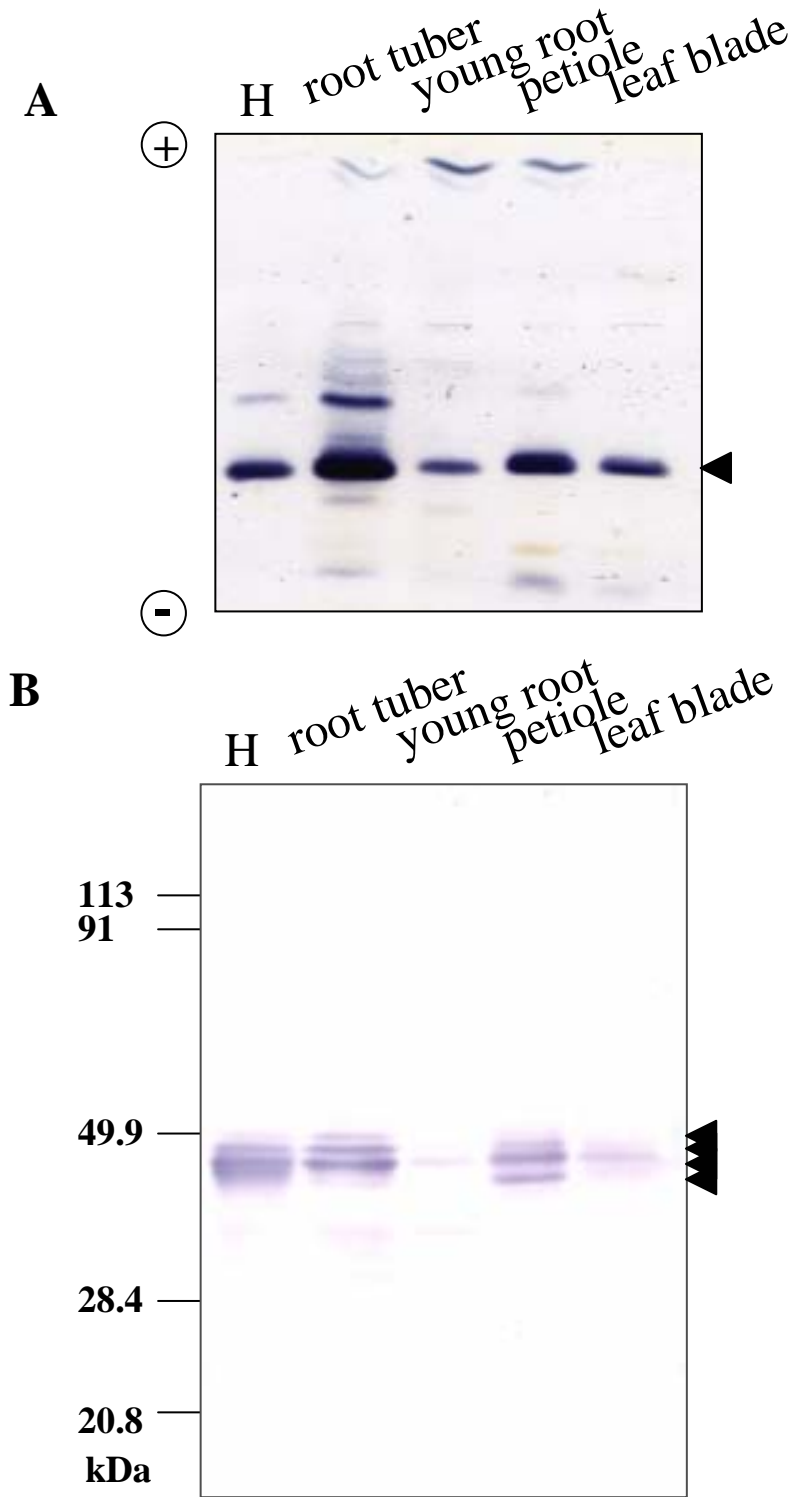 A
H root tuber young root petiole leaf blade
+
-
B
H root tuber young root petiole leaf blade
113
91
49.9
28.4
20.8
kDa